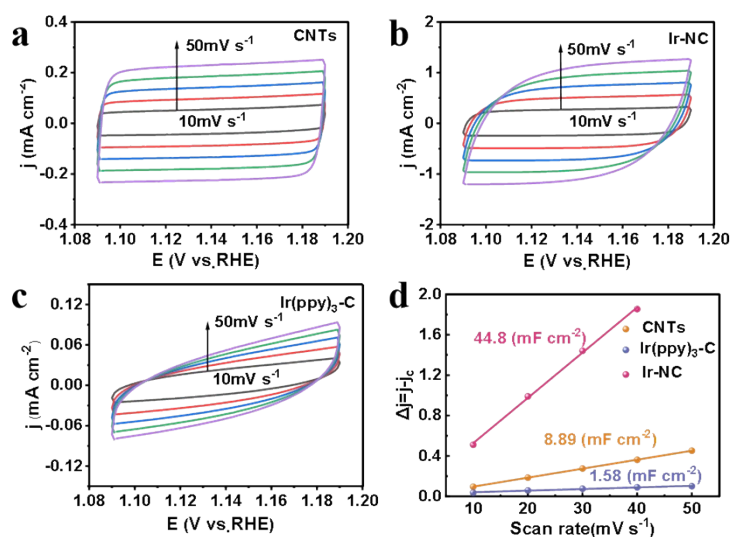 a
CNTs
50mV s⁻¹
10mV s⁻¹
j (mA cm⁻²)
0.4
0.2
0.0
-0.2
-0.4
1.08 1.10 1.12 1.14 1.16 1.18 1.20
E (V vs.RHE)
b
Ir-NC
50mV s⁻¹
10mV s⁻¹
j (mA cm⁻²)
2
1
0
-1
-2
1.08 1.10 1.12 1.14 1.16 1.18 1.20
E (V vs.RHE)
c
Ir(ppy)₃-C
50mV s⁻¹
10mV s⁻¹
j (mA cm⁻²)
0.12
0.06
0.00
-0.06
-0.12
1.08 1.10 1.12 1.14 1.16 1.18 1.20
E (V vs.RHE)
d
CNTs
Ir(ppy)₃-C
Ir-NC
44.8 (mF cm⁻²)
8.89 (mF cm⁻²)
1.58 (mF cm⁻²)
Δj=j-j꜀
2.0
1.6
1.2
0.8
0.4
0.0
10 20 30 40 50
Scan rate(mV s⁻¹)